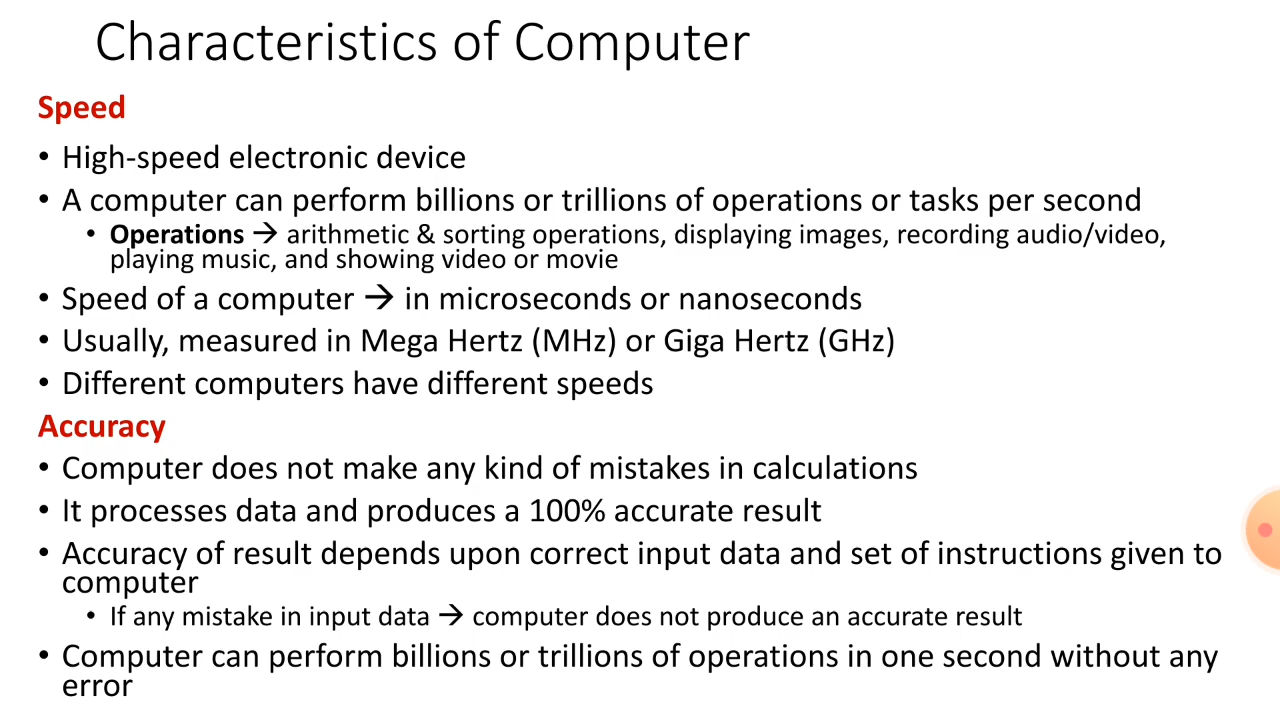 Characteristics of Computer
Speed
• High-speed electronic device
• A computer can perform billions or trillions of operations or tasks per second
• Operations → arithmetic & sorting operations, displaying images, recording audio/video,
playing music, and showing video or movie
• Speed of a computer → in microseconds or nanoseconds
• Usually, measured in Mega Hertz (MHz) or Giga Hertz (GHz)
• Different computers have different speeds
Accuracy
• Computer does not make any kind of mistakes in calculations
• It processes data and produces a 100% accurate result
• Accuracy of result depends upon correct input data and set of instructions given to
computer
• If any mistake in input data → computer does not produce an accurate result
• Computer can perform billions or trillions of operations in one second without any
error